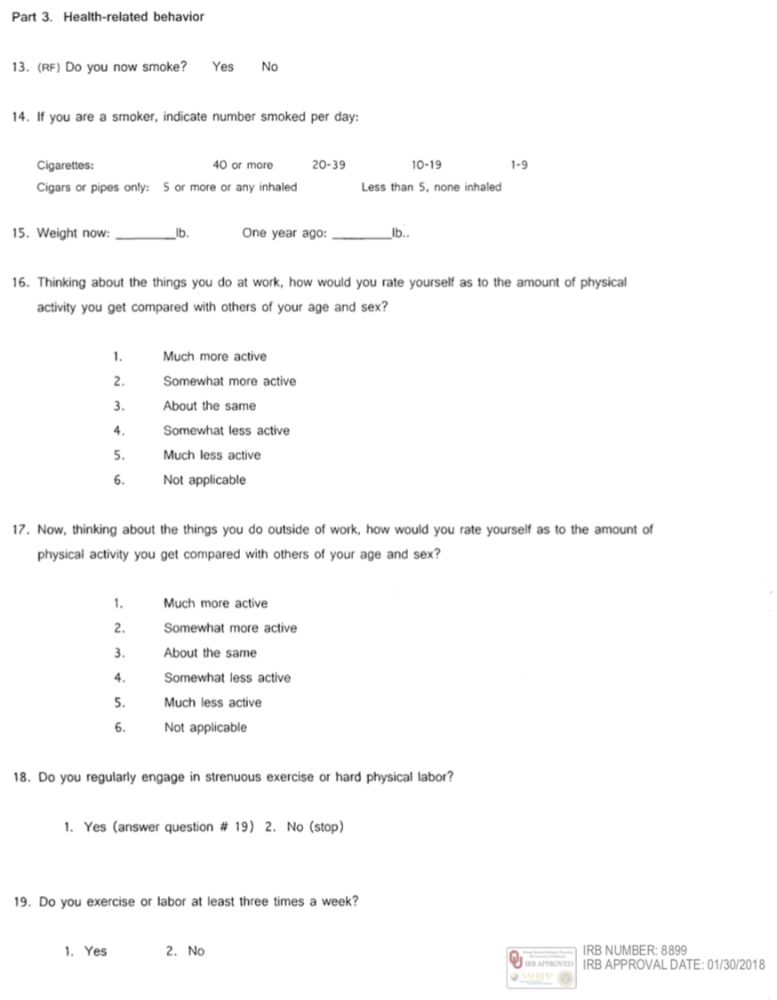 Part 3. Health-related behavior
13. (RF) Do you now smoke? Yes No
14. If you are a smoker, indicate number smoked per day:
Cigarettes: 40 or more 20-39 10-19 1-9
Cigars or pipes only: 5 or more or any inhaled Less than 5, none inhaled
15. Weight now: ________lb. One year ago: ________lb..
16. Thinking about the things you do at work, how would you rate yourself as to the amount of physical
activity you get compared with others of your age and sex?
1. Much more active
2. Somewhat more active
3. About the same
4. Somewhat less active
5. Much less active
6. Not applicable
17. Now, thinking about the things you do outside of work, how would you rate yourself as to the amount of
physical activity you get compared with others of your age and sex?
1. Much more active
2. Somewhat more active
3. About the same
4. Somewhat less active
5. Much less active
6. Not applicable
18. Do you regularly engage in strenuous exercise or hard physical labor?
1. Yes (answer question # 19) 2. No (stop)
19. Do you exercise or labor at least three times a week?
1. Yes 2. No
IRB APPROVED
AAHRPP
IRB NUMBER: 8899
IRB APPROVAL DATE: 01/30/2018